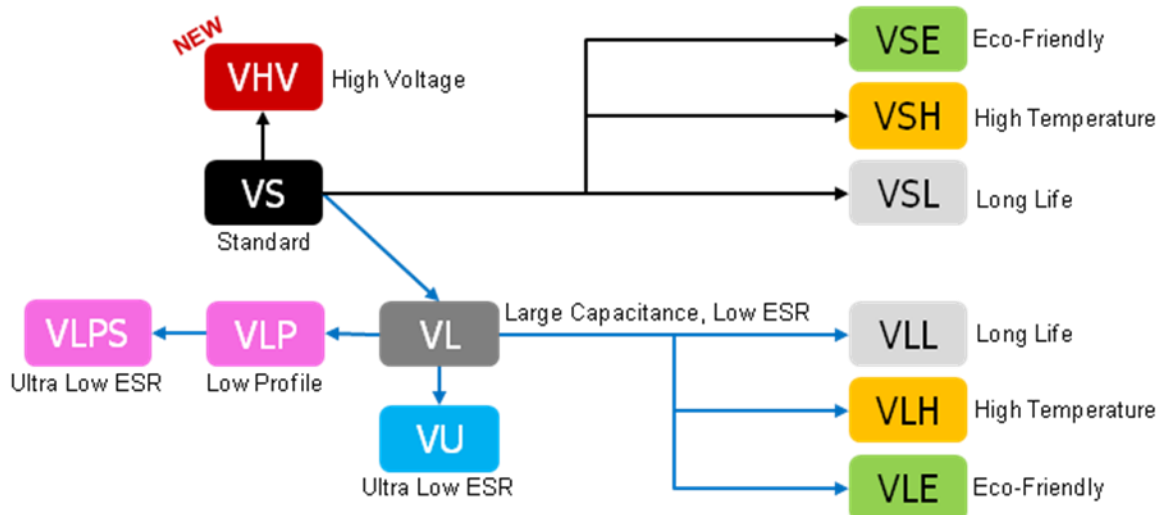 NEW
VHV
High Voltage
VSE
Eco-Friendly
VSH
High Temperature
VS
Standard
VSL
Long Life
VLPS
Ultra Low ESR
VLP
Low Profile
VL
Large Capacitance, Low ESR
VLL
Long Life
VU
Ultra Low ESR
VLH
High Temperature
VLE
Eco-Friendly